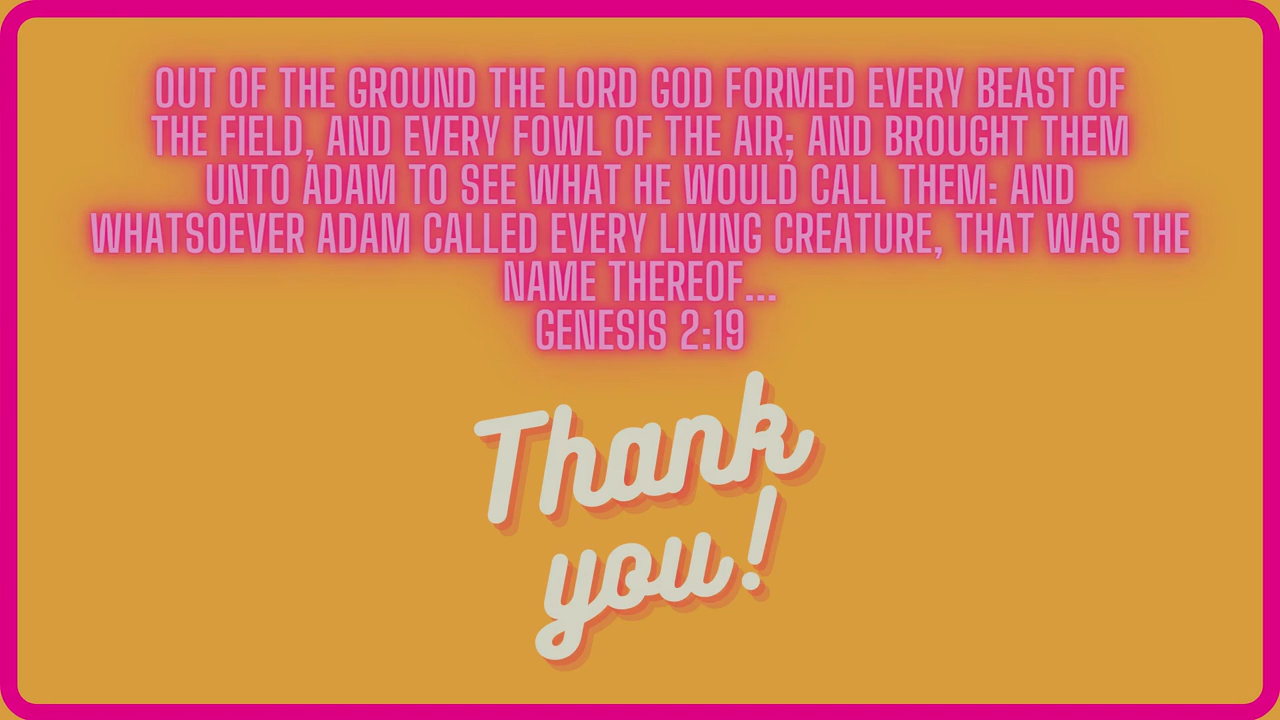 OUT OF THE GROUND THE LORD GOD FORMED EVERY BEAST OF
THE FIELD, AND EVERY FOWL OF THE AIR; AND BROUGHT THEM
UNTO ADAM TO SEE WHAT HE WOULD CALL THEM: AND
WHATSOEVER ADAM CALLED EVERY LIVING CREATURE, THAT WAS THE
NAME THEREOF...
GENESIS 2:19
Thank
you!